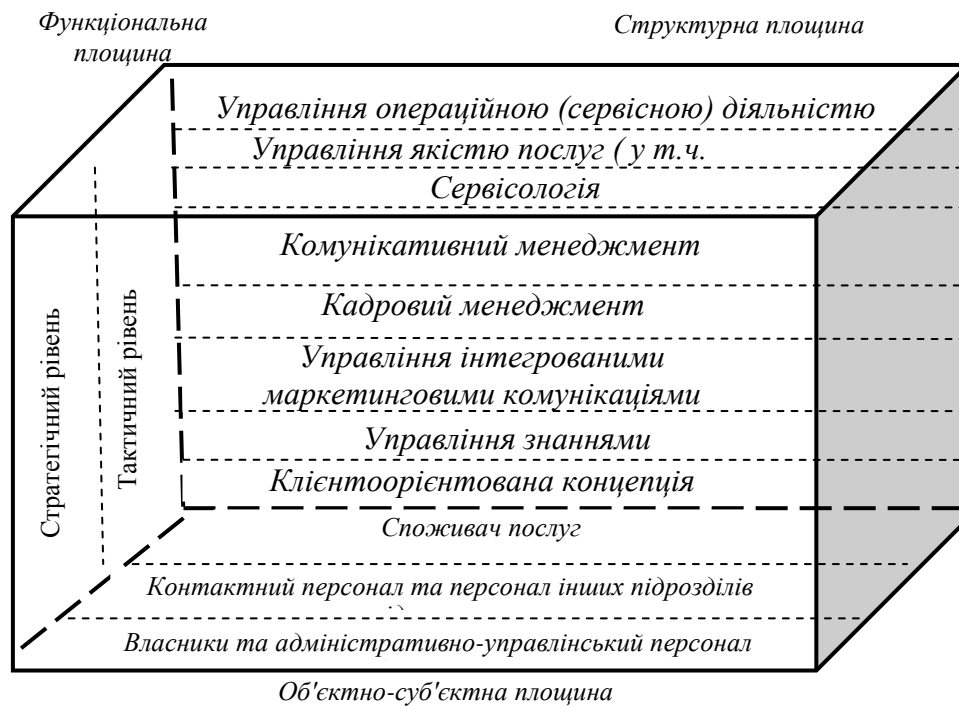 Функціональна
площина
Структурна площина
Управління операційною (сервісною) діяльністю
Управління якістю послуг ( у т.ч.
Сервісологія
Комунікативний менеджмент
Кадровий менеджмент
Управління інтегрованими
маркетинговими комунікаціями
Управління знаннями
Клієнтоорієнтована концепція
Стратегічний рівень
Тактичний рівень
Споживач послуг
Контактний персонал та персонал інших підрозділів
Власники та адміністративно-управлінський персонал
Об'єктно-суб'єктна площина